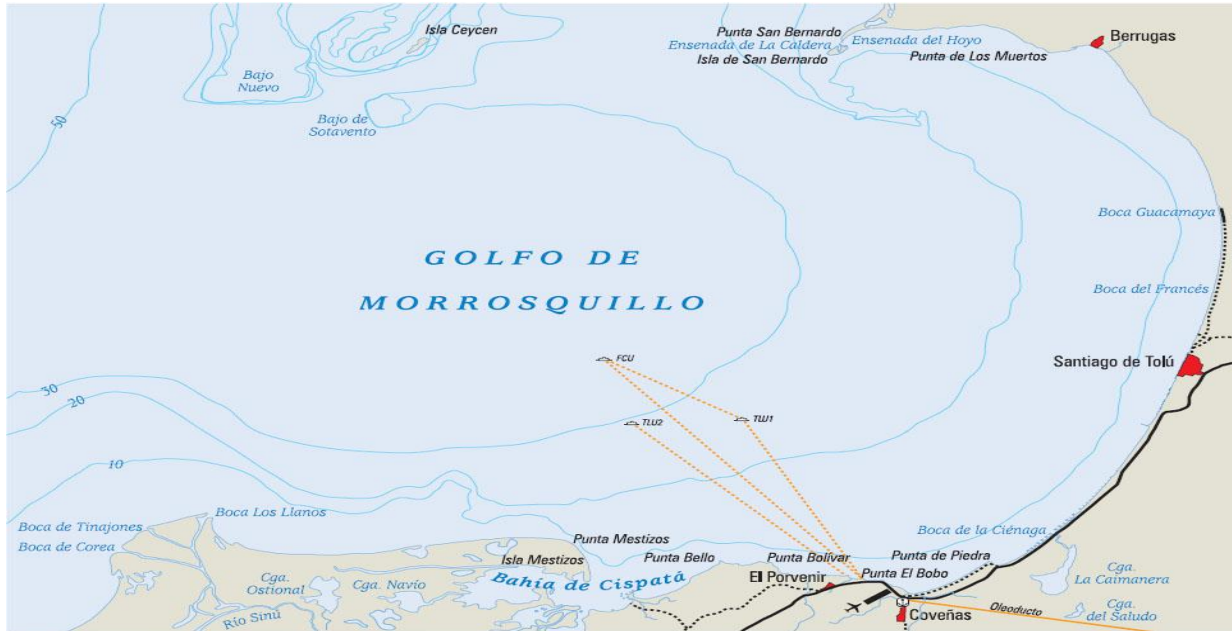 Isla Ceycen
Punta San Bernardo
Ensenada de La Caldera
Isla de San Bernardo
Ensenada del Hoyo
Punta de Los Muertos
Berrugas
Bajo
Nuevo
Bajo de
Sotavento
50
Boca Guacamaya
GOLFO DE
MORROSQUILLO
Boca del Francés
FCU
Santiago de Tolú
30
20
TLU2
TLU1
10
Boca de Tinajones
Boca Los Llanos
Boca de Corea
Boca de la Ciénaga
Punta Mestizos
Isla Mestizos
Punta Bello
Punta Bolívar
Punta de Piedra
El Porvenir
Punta El Bobo
Bahía de Cispatá
Cga.
Ostional
Cga. Navío
Río Sinú
Cga.
La Caimanera
Oleoducto
Coveñas
Cga.
del Saludo